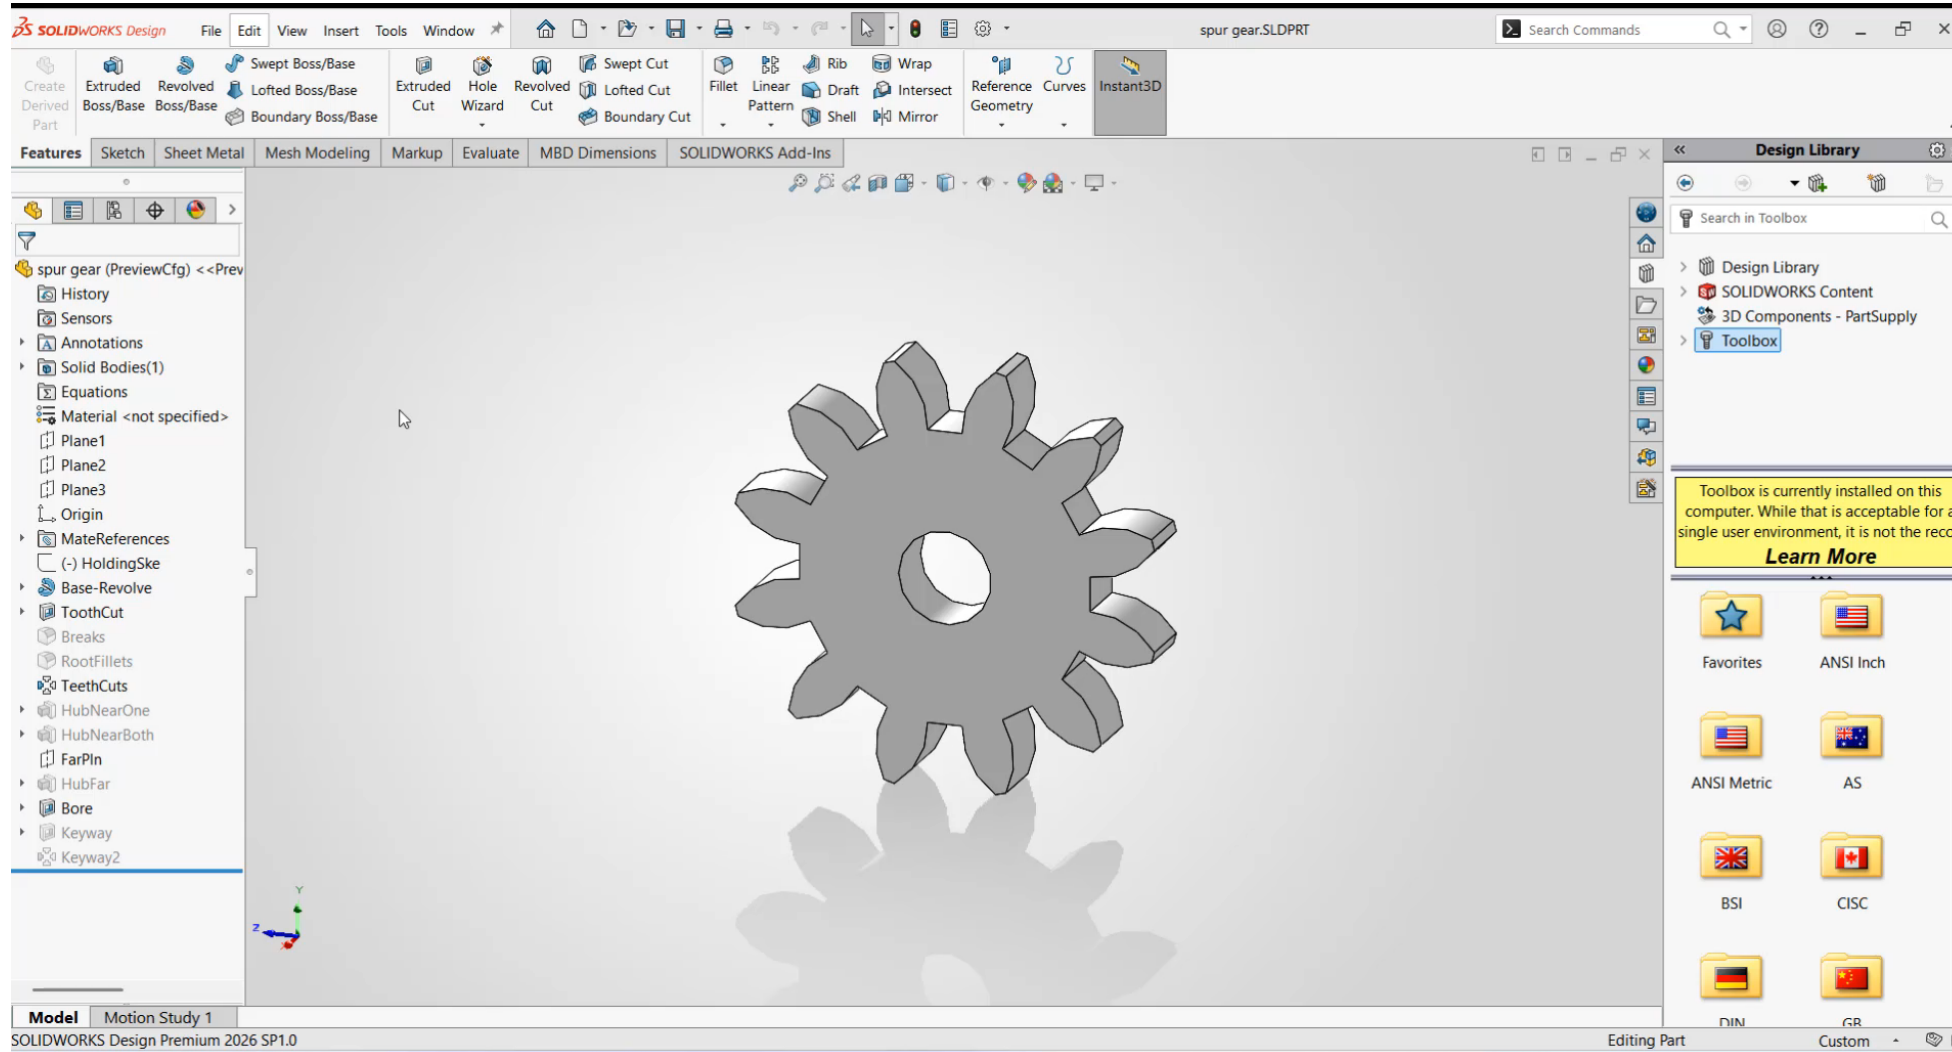 SOLIDWORKS Design File Edit View Insert Tools Window spur gear.SLDPRT Search Commands
Create Derived Part
Extruded Boss/Base
Revolved Boss/Base
Swept Boss/Base
Lofted Boss/Base
Boundary Boss/Base
Extruded Cut
Hole Wizard
Revolved Cut
Swept Cut
Lofted Cut
Boundary Cut
Fillet
Linear Pattern
Rib
Draft
Shell
Wrap
Intersect
Mirror
Reference Geometry
Curves
Instant3D
Features Sketch Sheet Metal Mesh Modeling Markup Evaluate MBD Dimensions SOLIDWORKS Add-Ins
spur gear (PreviewCfg) <<Prev
History
Sensors
Annotations
Solid Bodies(1)
Equations
Material <not specified>
Plane1
Plane2
Plane3
Origin
MateReferences
(-) HoldingSke
Base-Revolve
ToothCut
Breaks
RootFillets
TeethCuts
HubNearOne
HubNearBoth
FarPln
HubFar
Bore
Keyway
Keyway2
Y
Z
Design Library
Search in Toolbox
Design Library
SOLIDWORKS Content
3D Components - PartSupply
Toolbox
Toolbox is currently installed on this
computer. While that is acceptable for a
single user environment, it is not the reco
Learn More
Favorites ANSI Inch
ANSI Metric AS
BSI CISC
DIN GB
Model Motion Study 1
SOLIDWORKS Design Premium 2026 SP1.0 Editing Part Custom